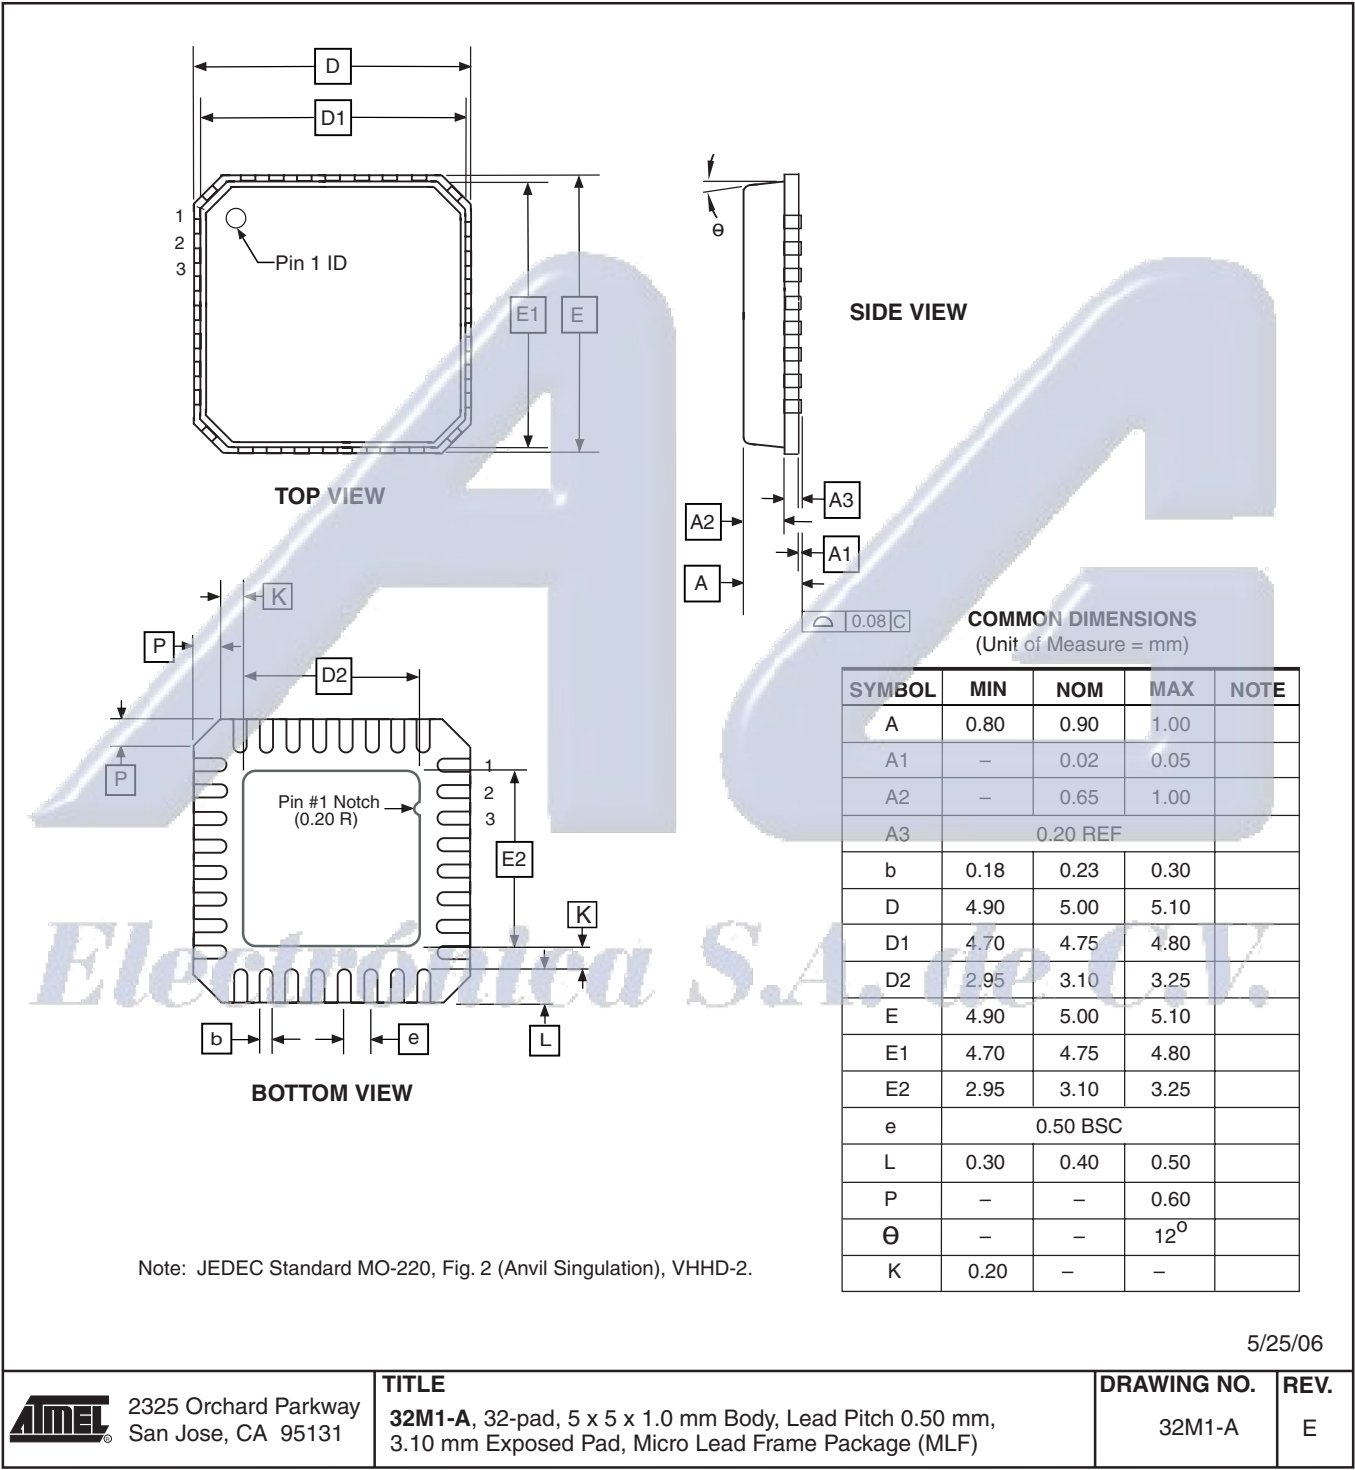 D
D1
1
2
3
Pin 1 ID
E1
E
TOP VIEW
Ө
SIDE VIEW
A3
A2
A1
A
0.08 C
K
P
D2
P
Pin #1 Notch
(0.20 R)
1
2
3
E2
K
b
e
L
BOTTOM VIEW
COMMON DIMENSIONS
(Unit of Measure = mm)
SYMBOL MIN NOM MAX NOTE
A 0.80 0.90 1.00
A1 – 0.02 0.05
A2 – 0.65 1.00
A3 0.20 REF
b 0.18 0.23 0.30
D 4.90 5.00 5.10
D1 4.70 4.75 4.80
D2 2.95 3.10 3.25
E 4.90 5.00 5.10
E1 4.70 4.75 4.80
E2 2.95 3.10 3.25
e 0.50 BSC
L 0.30 0.40 0.50
P – – 0.60
Ө – – 12º
K 0.20 – –
AG
Electrónica S.A. de C.V.
Note: JEDEC Standard MO-220, Fig. 2 (Anvil Singulation), VHHD-2.
5/25/06
ATMEL ®
2325 Orchard Parkway
San Jose, CA 95131
TITLE
32M1-A, 32-pad, 5 x 5 x 1.0 mm Body, Lead Pitch 0.50 mm,
3.10 mm Exposed Pad, Micro Lead Frame Package (MLF)
DRAWING NO.
32M1-A
REV.
E